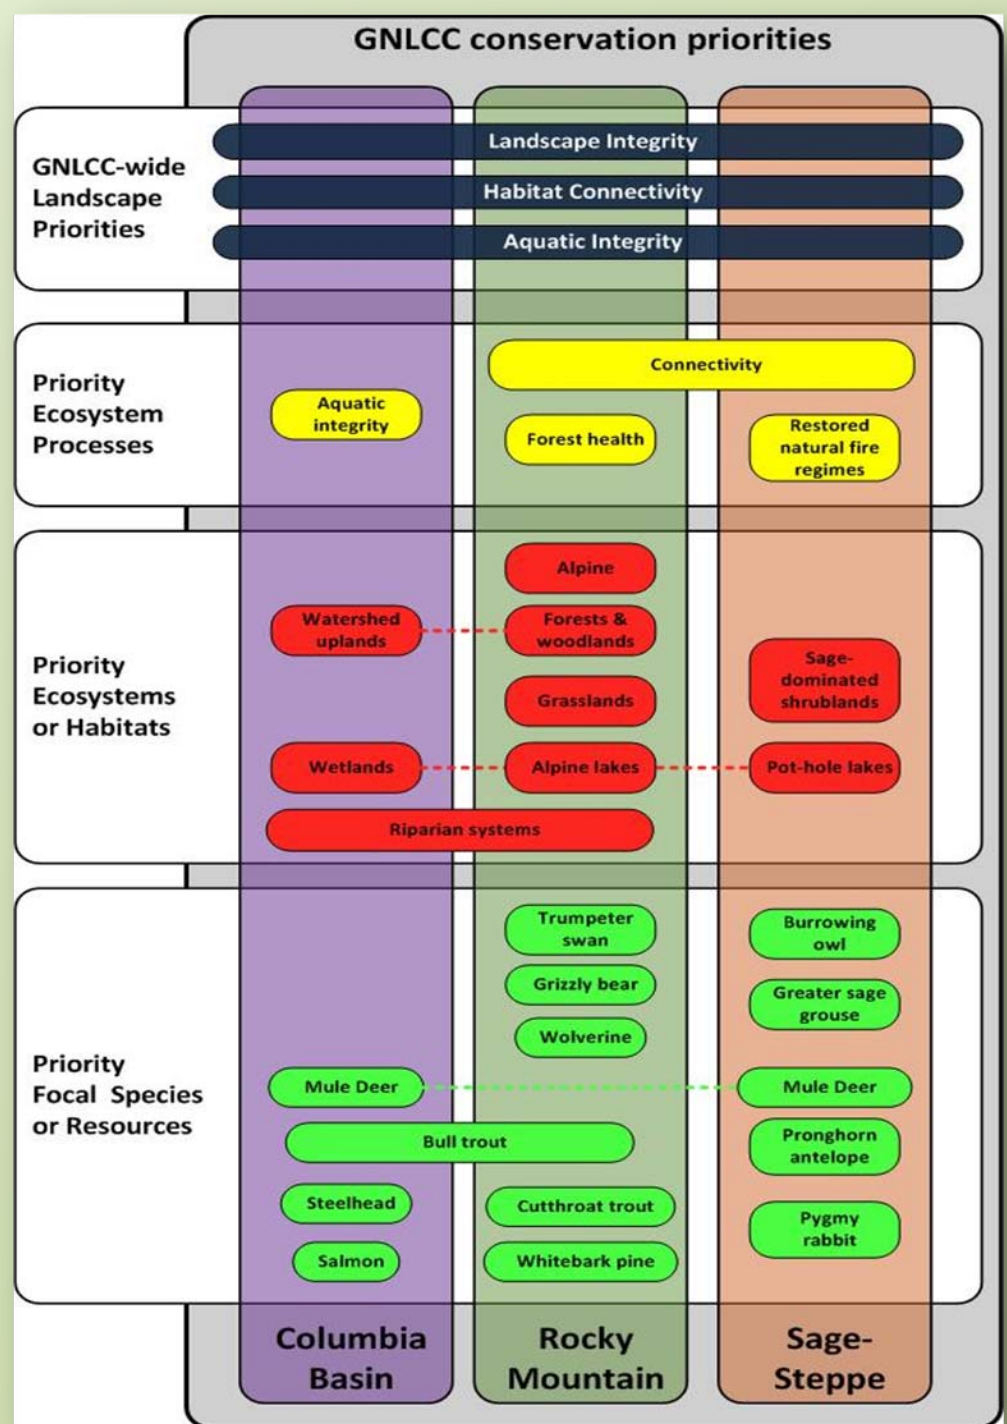 GNLCC conservation priorities
GNLCC-wide
Landscape
Priorities
Landscape Integrity
Habitat Connectivity
Aquatic Integrity
Priority
Ecosystem
Processes
Connectivity
Aquatic
integrity
Forest health
Restored
natural fire
regimes
Priority
Ecosystems
or Habitats
Alpine
Watershed
uplands
Forests &
woodlands
Sage-
dominated
shrublands
Grasslands
Wetlands
Alpine lakes
Pot-hole lakes
Riparian systems
Priority
Focal Species
or Resources
Trumpeter
swan
Burrowing
owl
Grizzly bear
Greater sage
grouse
Wolverine
Mule Deer
Mule Deer
Bull trout
Pronghorn
antelope
Steelhead
Cutthroat trout
Pygmy
rabbit
Salmon
Whitebark pine
Columbia
Basin
Rocky
Mountain
Sage-
Steppe